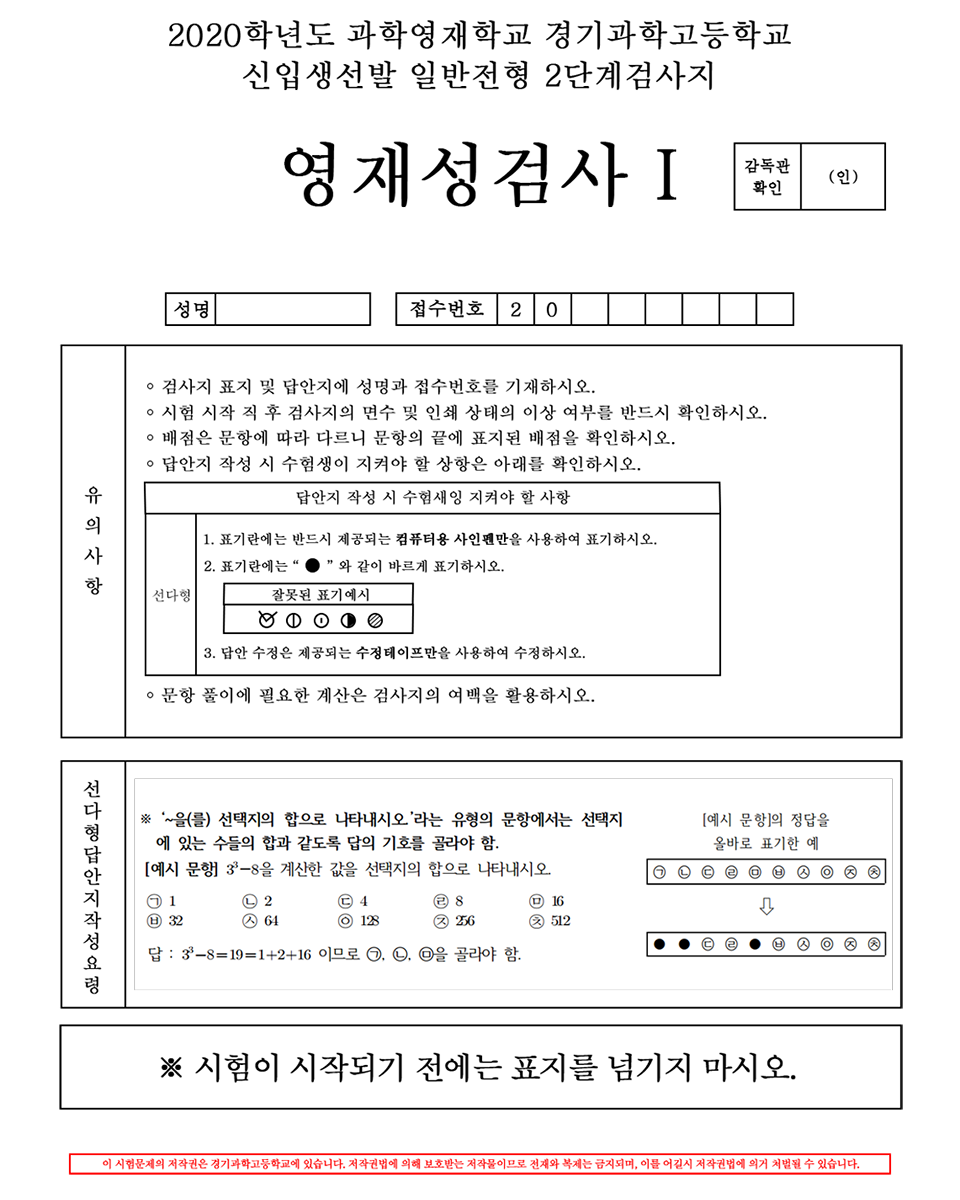 2020학년도 과학영재학교 경기과학고등학교
신입생선발 일반전형 2단계검사지
영재성검사 I
감독관
확인
(인)
성명
접수번호 2 0
유의사항
○ 검사지 표지 및 답안지에 성명과 접수번호를 기재하시오.
○ 시험 시작 직 후 검사지의 면수 및 인쇄 상태의 이상 여부를 반드시 확인하시오.
○ 배점은 문항에 따라 다르니 문항의 끝에 표지된 배점을 확인하시오.
○ 답안지 작성 시 수험생이 지켜야 할 상항은 아래를 확인하시오.
답안지 작성 시 수험새잉 지켜야 할 사항
선다형
1. 표기란에는 반드시 제공되는 컴퓨터용 사인펜만을 사용하여 표기하시오.
2. 표기란에는 “ ● ” 와 같이 바르게 표기하시오.
잘못된 표기예시
3. 답안 수정은 제공되는 수정테이프만을 사용하여 수정하시오.
○ 문항 풀이에 필요한 계산은 검사지의 여백을 활용하시오.
선다형답안지작성요령
※ ‘~을(를) 선택지의 합으로 나타내시오.’라는 유형의 문항에서는 선택지
에 있는 수들의 합과 같도록 답의 기호를 골라야 함.
[예시 문항] 3³−8을 계산한 값을 선택지의 합으로 나타내시오.
㉠ 1 ㉡ 2 ㉢ 4 ㉣ 8 ㉤ 16
㉥ 32 ㉦ 64 ㉧ 128 ㉨ 256 ㉩ 512
답 : 3³−8=19=1+2+16 이므로 ㉠, ㉡, ㉤을 골라야 함.
[예시 문항]의 정답을
올바로 표기한 예
㉠ ㉡ ㉢ ㉣ ㉤ ㉥ ㉦ ㉧ ㉨ ㉩
● ● ㉢ ㉣ ● ㉥ ㉦ ㉧ ㉨ ㉩
※ 시험이 시작되기 전에는 표지를 넘기지 마시오.
이 시험문제의 저작권은 경기과학고등학교에 있습니다. 저작권법에 의해 보호받는 저작물이므로 전재와 복제는 금지되며, 이를 어길시 저작권법에 의거 처벌될 수 있습니다.